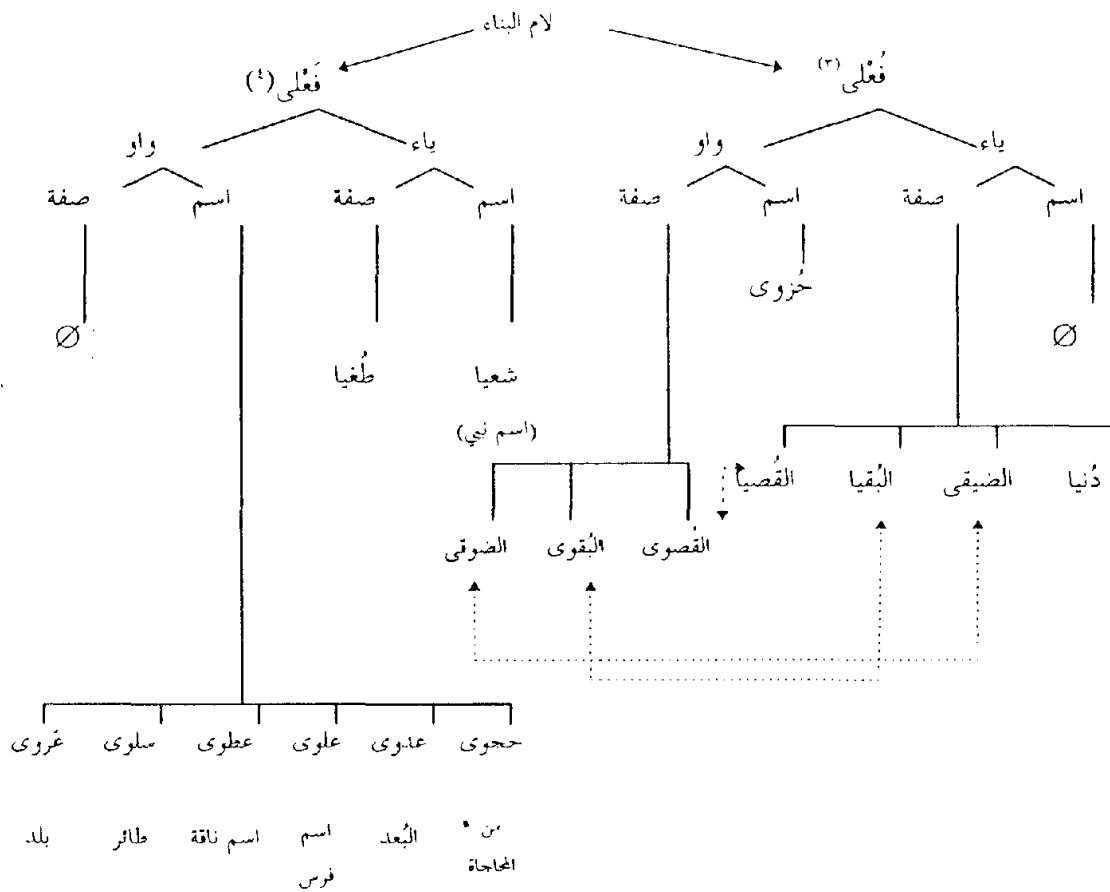 لام البناء
فُعْلى (٣) فَعْلى (٤)
ياء واو ياء واو
اسم صفة اسم صفة اسم صفة اسم صفة
∅ حُزوى ∅
شعيا طُغيا
(اسم نبي)
دُنيا الضيقى البُقيا القُصيا
القُصوى البُقوى الضوقى
حجوى عدوى علوى عطوى سلوى غروى
من المحاجاة
البُعد
اسم فرس
اسم ناقة
طائر
بلد